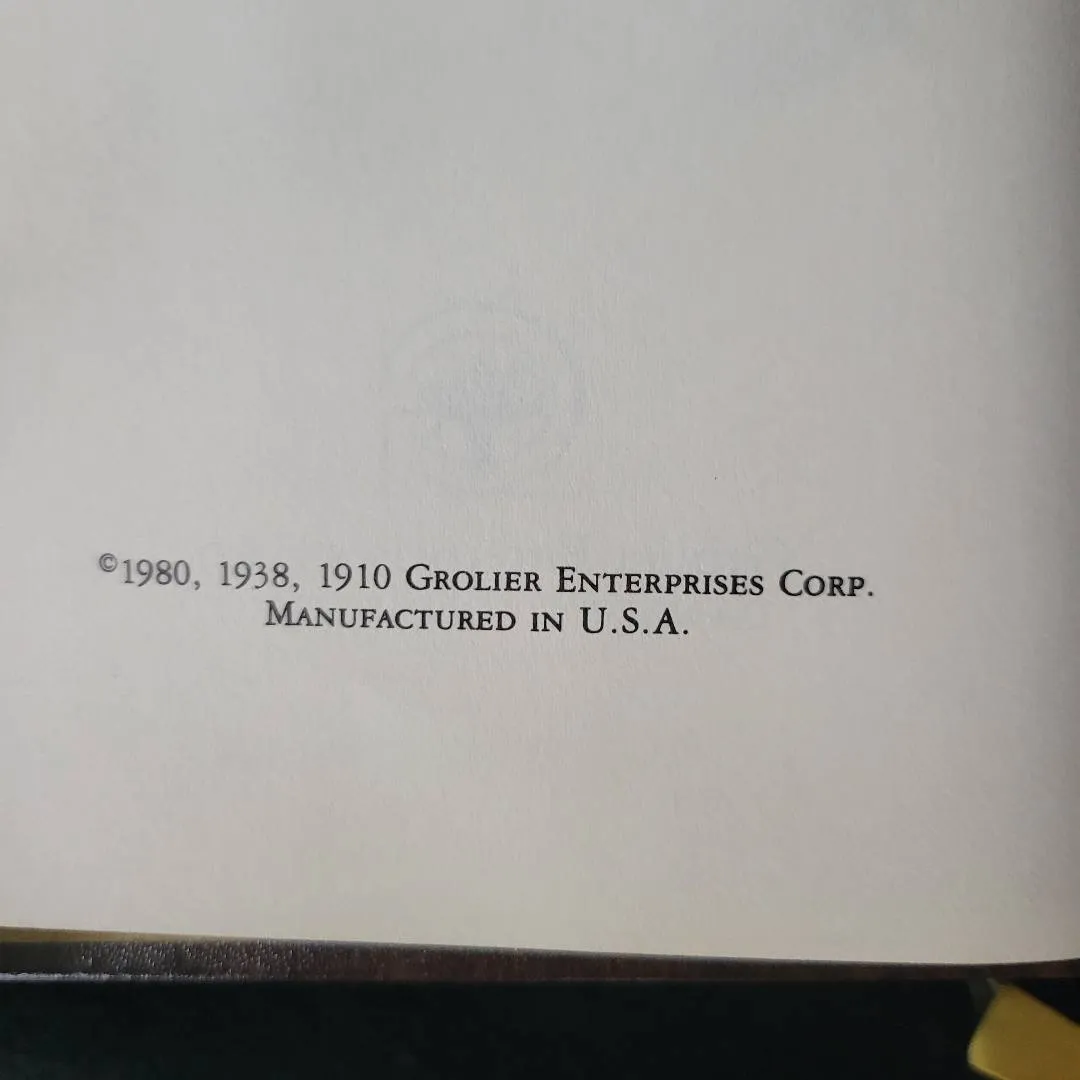 ©1980, 1938, 1910 GROLIER ENTERPRISES CORP.
MANUFACTURED IN U.S.A.